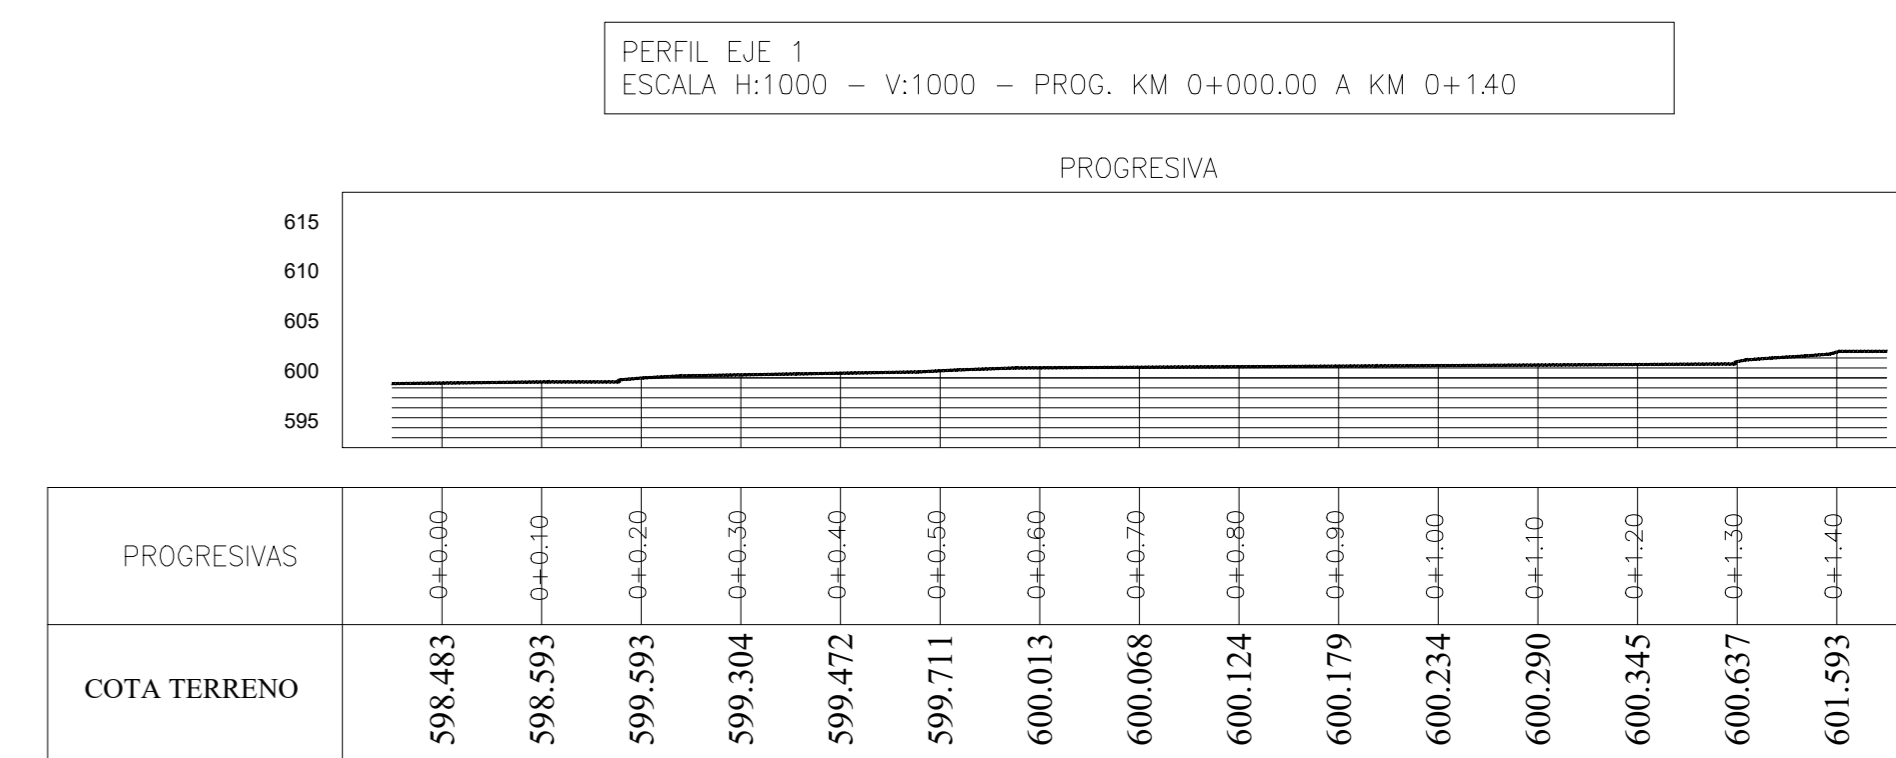 PERFIL EJE 1
ESCALA H:1000 – V:1000 – PROG. KM 0+000.00 A KM 0+1.40
PROGRESIVA
615
610
605
600
595
PROGRESIVAS 0+0.00 0+0.10 0+0.20 0+0.30 0+0.40 0+0.50 0+0.60 0+0.70 0+0.80 0+0.90 0+1.00 0+1.10 0+1.20 0+1.30 0+1.40
COTA TERRENO 598.483 598.593 599.593 599.304 599.472 599.711 600.013 600.068 600.124 600.179 600.234 600.290 600.345 600.637 601.593